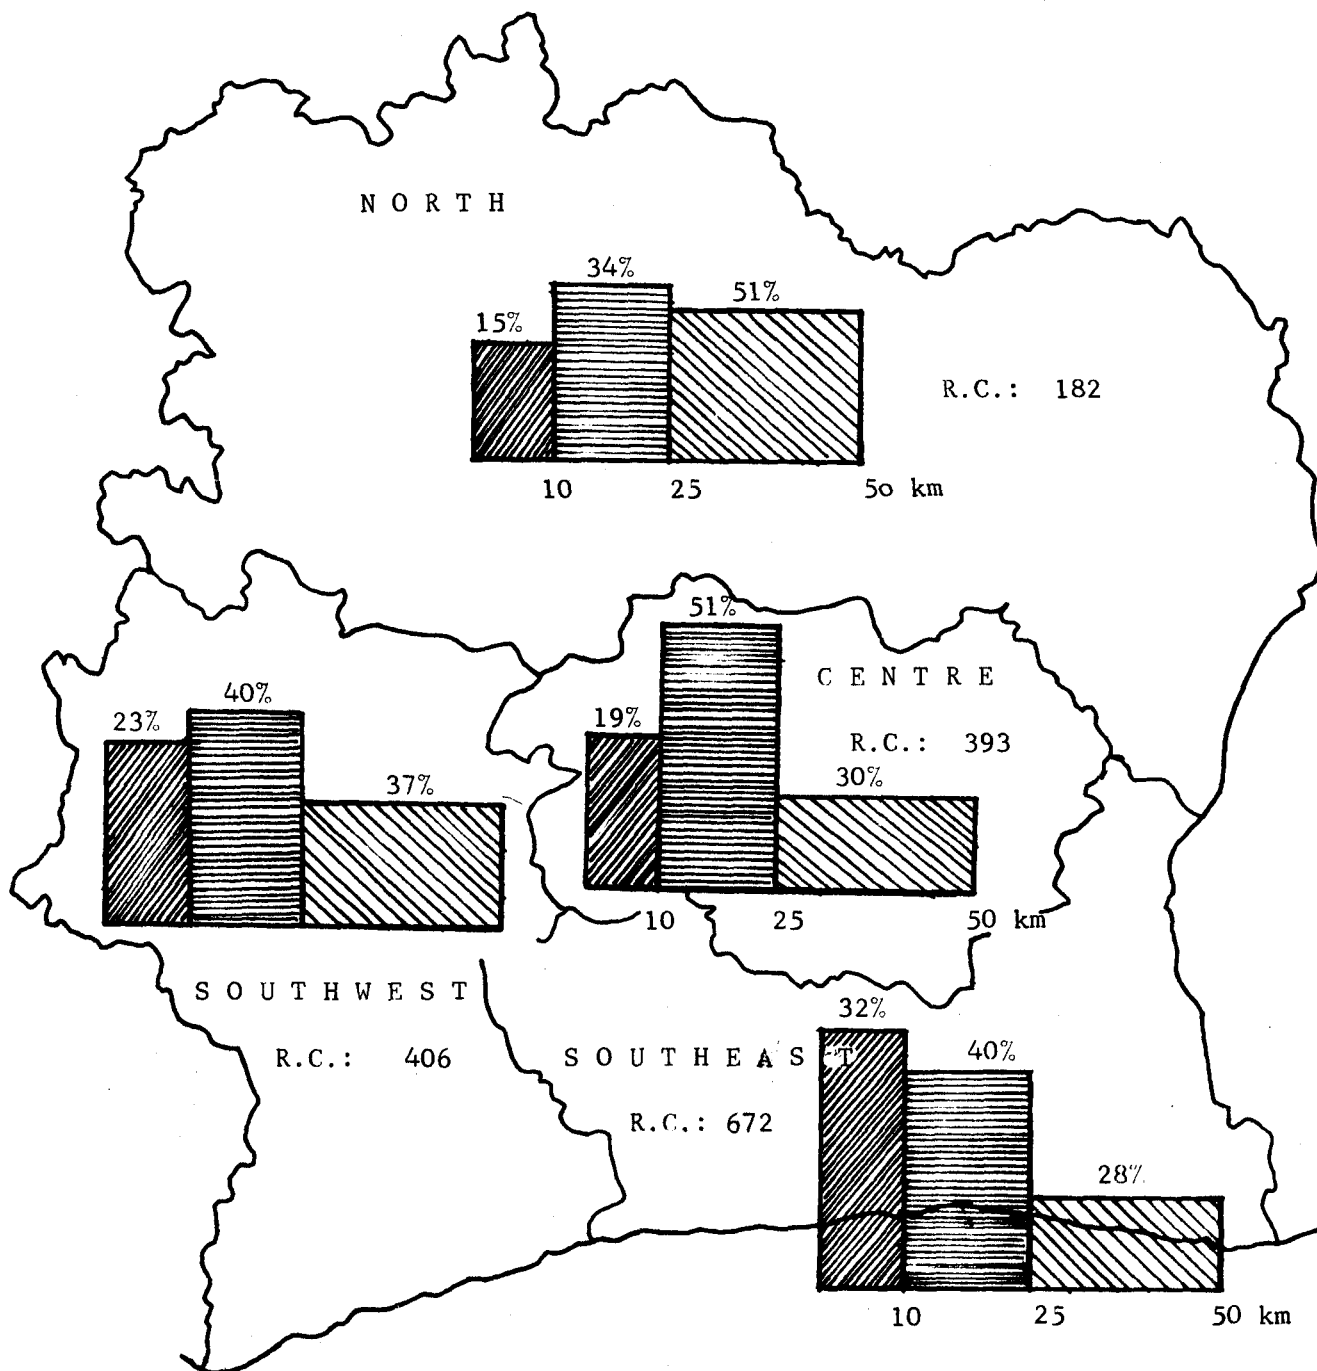 N O R T H
34%
51%
15%
R.C.: 182
10 25 5o km
51%
C E N T R E
40%
23%
19%
R.C.: 393
37%
30%
10 25 50 km
S O U T H W E S T
32%
R.C.: 406
S O U T H E A S T
40%
R.C.: 672
28%
10 25 50 km